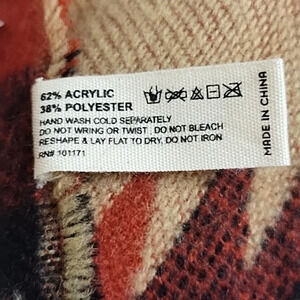 62% ACRYLIC
38% POLYESTER
HAND WASH COLD SEPARATELY
DO NOT WRING OR TWIST , DO NOT BLEACH
RESHAPE & LAY FLAT TO DRY, DO NOT IRON
RN# 101171
MADE IN CHINA